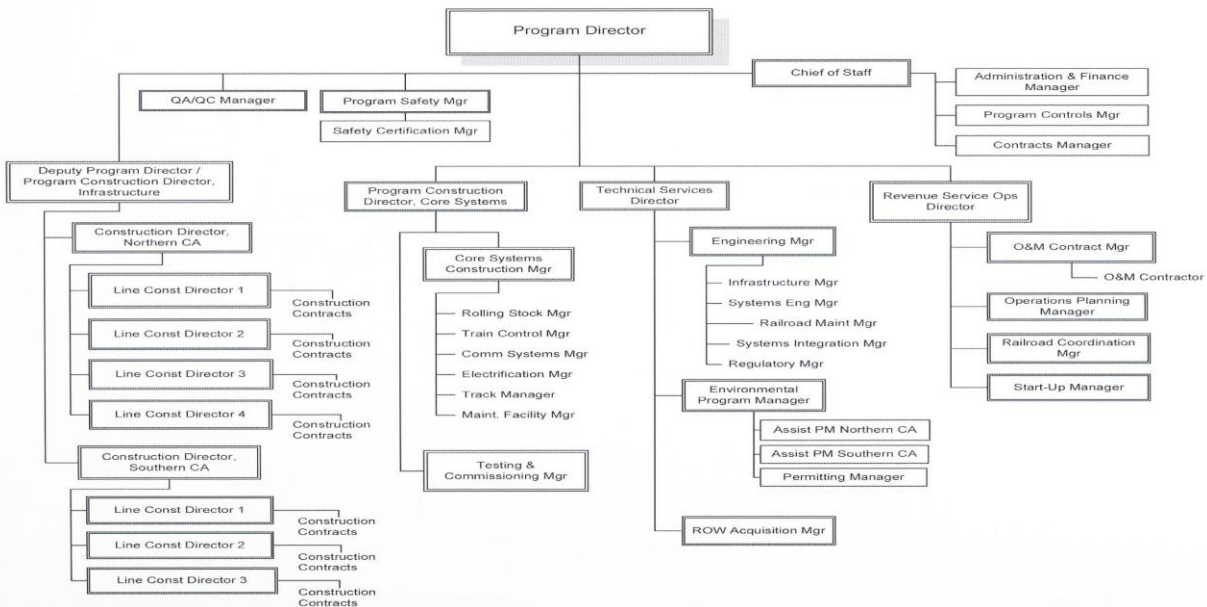 Program Director
Chief of Staff
Administration & Finance
Manager
Program Controls Mgr
Contracts Manager
QA/QC Manager
Program Safety Mgr
Safety Certification Mgr
Deputy Program Director /
Program Construction Director,
Infrastructure
Construction Director,
Northern CA
Line Const Director 1
Construction
Contracts
Line Const Director 2
Construction
Contracts
Line Const Director 3
Construction
Contracts
Line Const Director 4
Construction
Contracts
Construction Director,
Southern CA
Line Const Director 1
Construction
Contracts
Line Const Director 2
Construction
Contracts
Line Const Director 3
Construction
Contracts
Program Construction
Director, Core Systems
Core Systems
Construction Mgr
Rolling Stock Mgr
Train Control Mgr
Comm Systems Mgr
Electrification Mgr
Track Manager
Maint. Facility Mgr
Testing &
Commissioning Mgr
Technical Services
Director
Engineering Mgr
Infrastructure Mgr
Systems Eng Mgr
Railroad Maint Mgr
Systems Integration Mgr
Regulatory Mgr
Environmental
Program Manager
Assist PM Northern CA
Assist PM Southern CA
Permitting Manager
ROW Acquisition Mgr
Revenue Service Ops
Director
O&M Contract Mgr
O&M Contractor
Operations Planning
Manager
Railroad Coordination
Mgr
Start-Up Manager